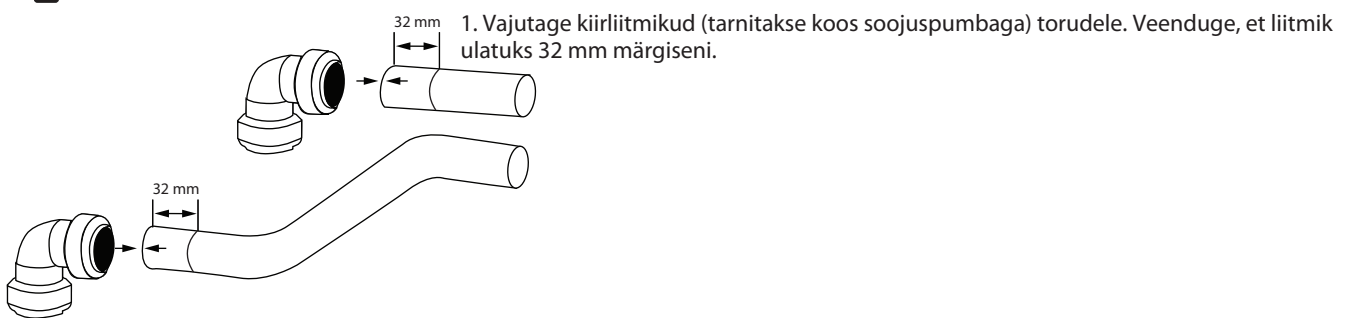 32 mm
1. Vajutage kiirliitmikud (tarnitakse koos soojuspumbaga) torudele. Veenduge, et liitmik
ulatuks 32 mm märgiseni.
32 mm